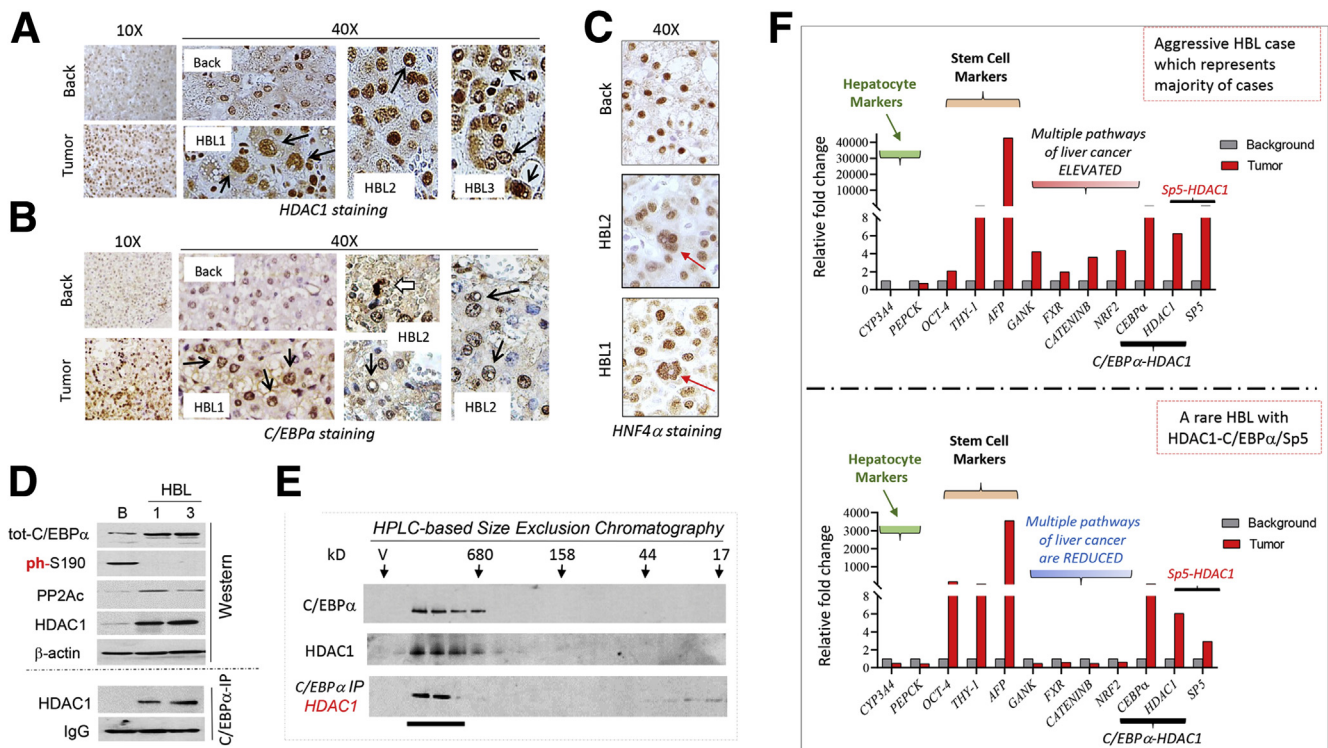 A
10X
40X
Back
Tumor
Back
HBL1
HBL2
HBL3
HDAC1 staining
B
10X
40X
Back
Tumor
Back
HBL1
HBL2
HBL2
C/EBPα staining
C
40X
Back
HBL2
HBL1
HNF4α staining
D
HBL
B 1 3
tot-C/EBPα
ph-S190
PP2Ac
HDAC1
β-actin
Western
HDAC1
IgG
C/EBPα-IP
E
HPLC-based Size Exclusion Chromatography
kD V 680 158 44 17
C/EBPα
HDAC1
C/EBPα IP
HDAC1
F
Aggressive HBL case
which represents
majority of cases
Stem Cell
Markers
Hepatocyte
Markers
Multiple pathways
of liver cancer
ELEVATED
Background
Tumor
Sp5-HDAC1
Relative fold change
40000
30000
20000
10000
8
6
4
2
0
CYP3A4
PEPCK
OCT-4
THY-1
AFP
GANK
FXR
CATENINB
NRF2
CEBPα
HDAC1
SP5
C/EBPα-HDAC1
A rare HBL with
HDAC1-C/EBPα/Sp5
Stem Cell
Markers
Hepatocyte
Markers
Multiple pathways
of liver cancer
are REDUCED
Background
Tumor
Sp5-HDAC1
Relative fold change
4000
3000
2000
1000
8
6
4
2
0
CYP3A4
PEPCK
OCT-4
THY-1
AFP
GANK
FXR
CATENINB
NRF2
CEBPα
HDAC1
SP5
C/EBPα-HDAC1